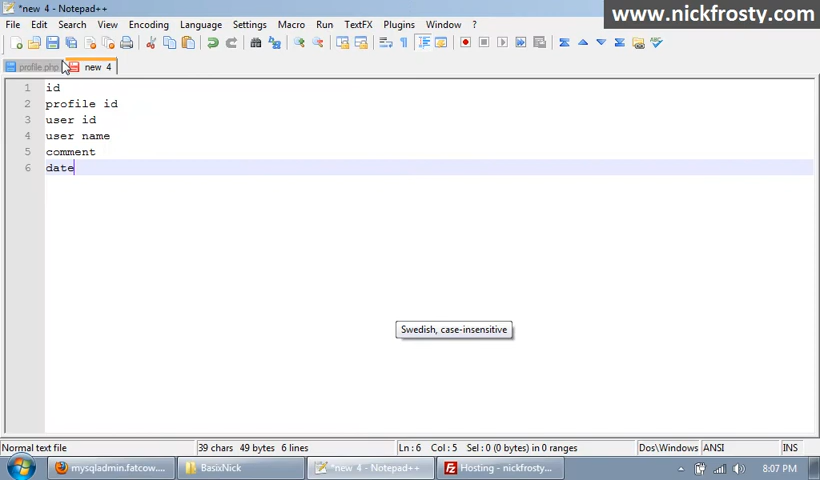 *new 4 - Notepad++
www.nickfrosty.com
File Edit Search View Encoding Language Settings Macro Run TextFX Plugins Window ?
profile.php new 4
1 id
2 profile id
3 user id
4 user name
5 comment
6 date
Swedish, case-insensitive
Normal text file 39 chars 49 bytes 6 lines Ln : 6 Col : 5 Sel : 0 (0 bytes) in 0 ranges Dos\Windows ANSI INS
mysqladmin.fatcow.... BasixNick *new 4 - Notepad++ Hosting - nickfrosty... 8:07 PM